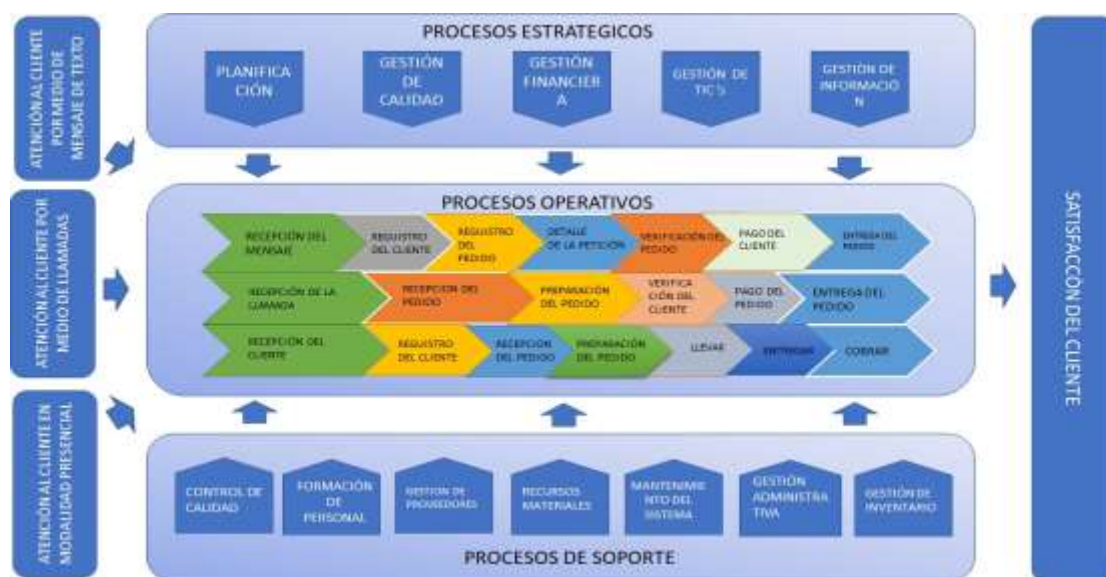 ATENCIÓN AL CLIENTE
POR MEDIO DE
MENSAJE DE TEXTO
ATENCIÓN AL CLIENTE POR
MEDIO DE LLAMADAS
ATENCIÓN AL CLIENTE EN
MODALIDAD PRESENCIAL
PROCESOS ESTRATEGICOS
PLANIFICA
CIÓN
GESTIÓN
DE
CALIDAD
GESTIÓN
FINANCIER
A
GESTIÓN DE
TIC´S
GESTIÓN DE
INFORMACIÓ
N
PROCESOS OPERATIVOS
RECEPCIÓN DEL
MENSAJE
REGUISTRO
DEL CLIENTE
REGUISTRO
DEL
PEDIDO
DETALLE
DE LA PETICIÓN
VERIFICACIÓN DEL
PEDIDO
PAGO DEL
CLIENTE
ENTREGA DEL
PEDIDO
RECEPCIÓN DE LA
LLAMADA
RECEPCION DEL
PEDIDO
PREPARACIÓN
DEL PEDIDO
VERIFICA
CIÓN DEL
CLIENTE
PAGO DEL
PEDIDO
ENTREGA DEL
PEDIDO
RECEPCIÓN DEL
CLIENTE
REGUISTRO
DEL CLIENTE
RECEPCION
DEL PEDIDO
PREPARACIÓN
DEL PEDIDO
LLEVAR
ENTREGAR
COBRAR
CONTROL DE
CALIDAD
FORMACIÓN
DE
PERSONAL
GESTIÓN DE
PROVEEDORES
RECURSOS
MATERIALES
MANTENIMIE
NTO DEL
SISTEMA
GESTIÓN
ADMINISTRA
TIVA
GESTIÓN DE
INVENTARIO
PROCESOS DE SOPORTE
SATISFACCÓN DEL CLIENTE